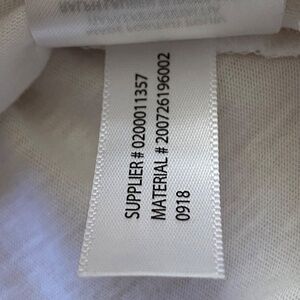 SUPPLIER # 0200011357
MATERIAL # 200726196002
0918